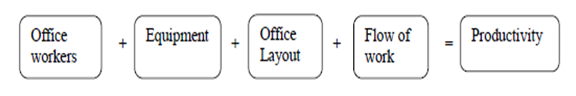 Office workers + Equipment + Office Layout + Flow of work = Productivity